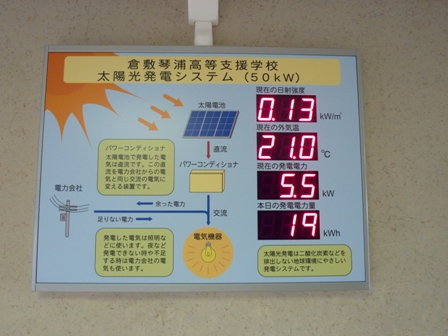 倉敷琴浦高等支援学校
太陽光発電システム（50kW）
太陽電池
パワーコンディショナ
太陽電池で発電した電
気は直流です。この直
流を電力会社からの電
気と同じ交流の電気に
変える装置です。
直流
パワーコンディショナ
電力会社
余った電力
足りない電力
交流
発電した電気は照明な
どに使います。夜など
発電できない時や不足
する時は電力会社の電
気も使います。
電気機器
現在の日射強度
0.13 kW/㎡
現在の外気温
21.0 ℃
現在の発電電力
5.5 kW
本日の発電電力量
19 kWh
太陽光発電は二酸化炭素などを
排出しない地球環境にやさしい
発電システムです。